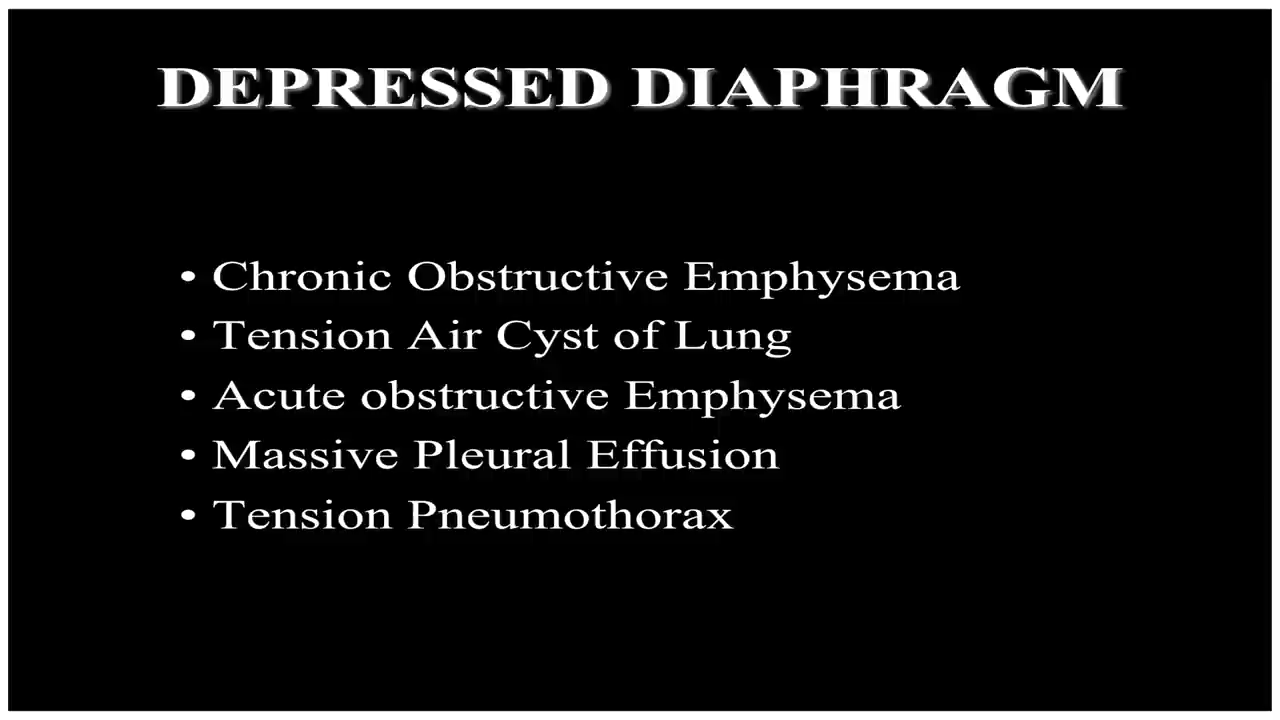 DEPRESSED DIAPHRAGM
• Chronic Obstructive Emphysema
• Tension Air Cyst of Lung
• Acute obstructive Emphysema
• Massive Pleural Effusion
• Tension Pneumothorax